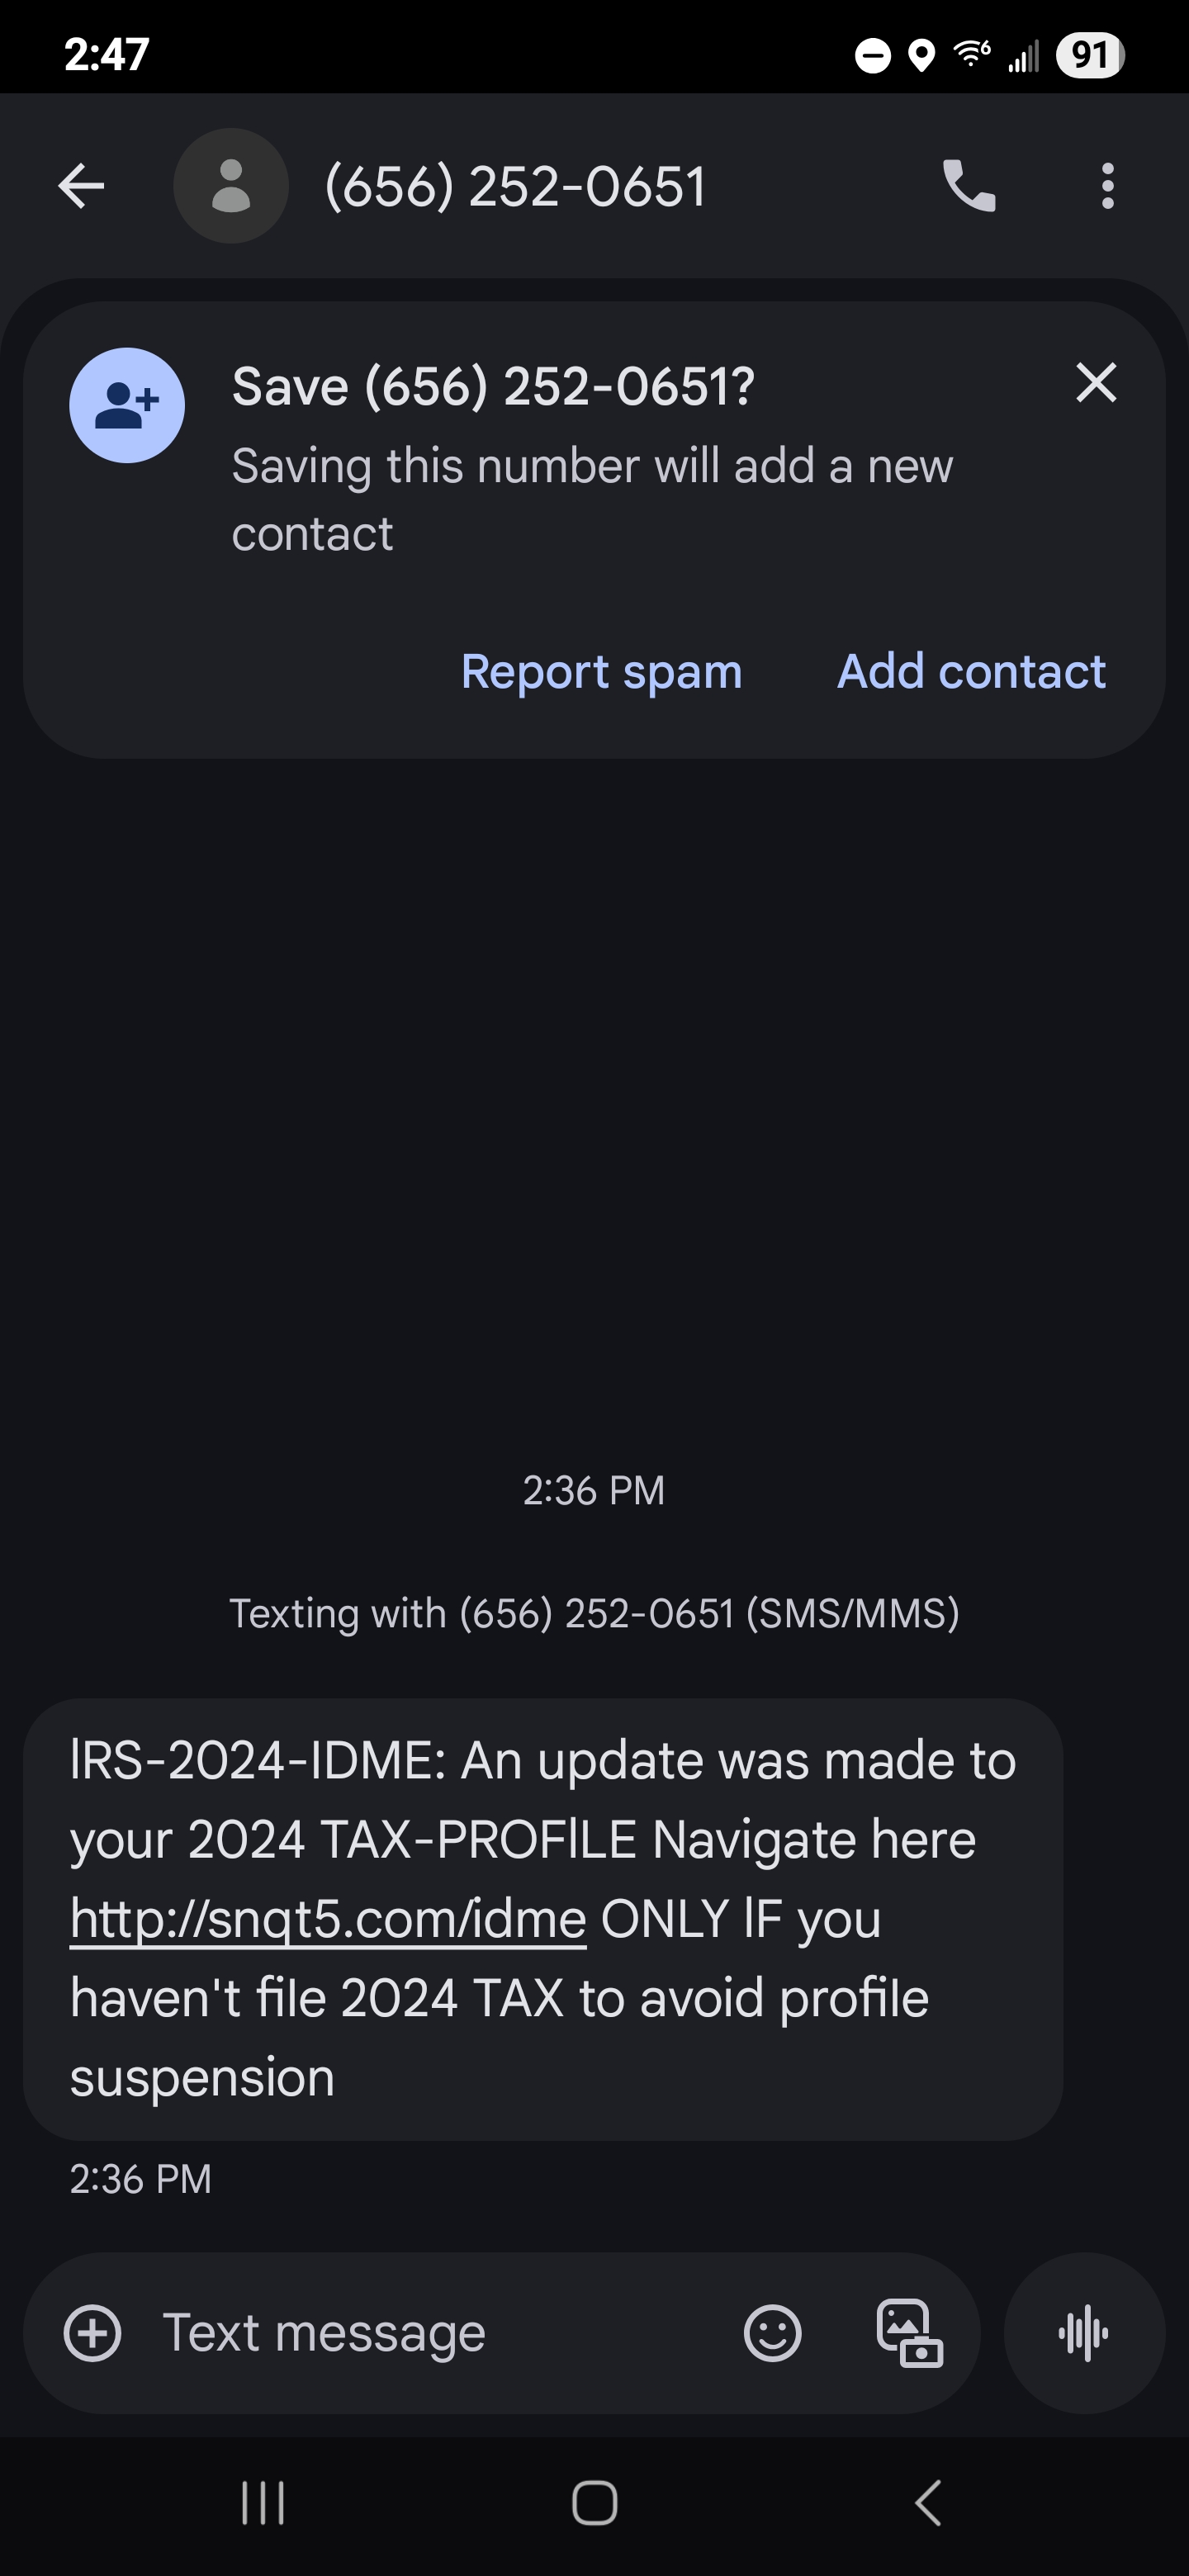 2:47
6
91
(656) 252-0651
Save (656) 252-0651?
Saving this number will add a new
contact
Report spam
Add contact
2:36 PM
Texting with (656) 252-0651 (SMS/MMS)
lRS-2024-IDME: An update was made to
your 2024 TAX-PROFlLE Navigate here
http://snqt5.com/idme ONLY lF you
haven't file 2024 TAX to avoid profile
suspension
2:36 PM
Text message